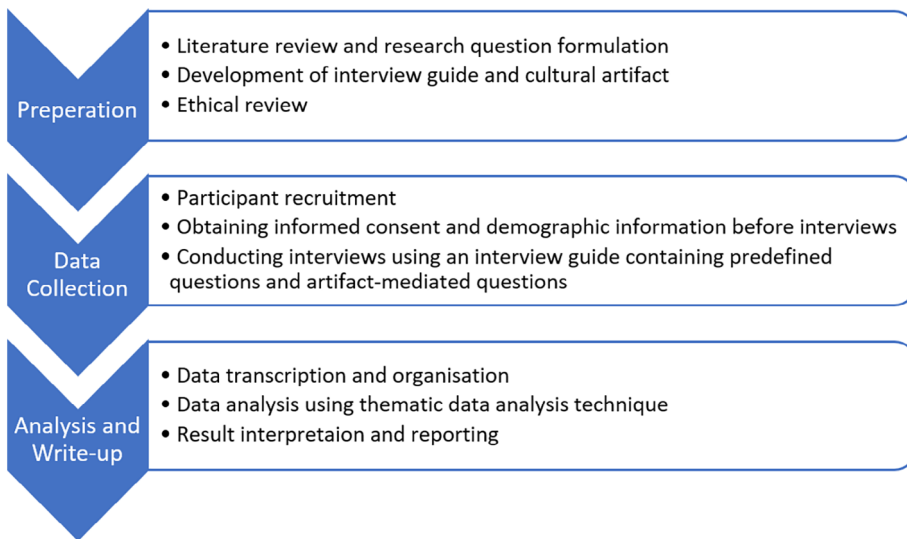 Preperation
• Literature review and research question formulation
• Development of interview guide and cultural artifact
• Ethical review
Data
Collection
• Participant recruitment
• Obtaining informed consent and demographic information before interviews
• Conducting interviews using an interview guide containing predefined
questions and artifact-mediated questions
Analysis and
Write-up
• Data transcription and organisation
• Data analysis using thematic data analysis technique
• Result interpretaion and reporting